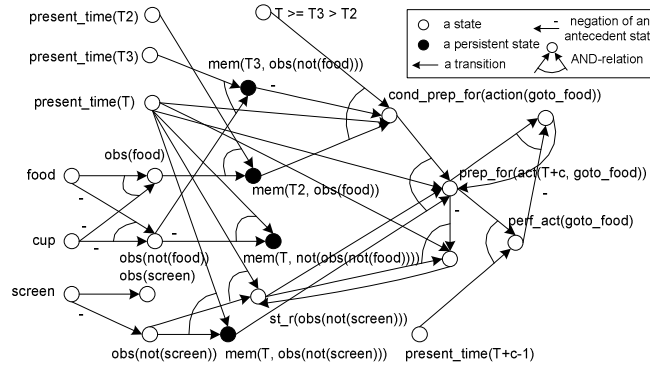 present_time(T2)
T >= T3 > T2
a state
a persistent state
a transition
-
negation of an
antecedent stat
AND-relation
present_time(T3)
mem(T3, obs(not(food)))
-
present_time(T)
cond_prep_for(action(goto_food))
obs(food)
food
mem(T2, obs(food))
prep_for(act(T+c, goto_food))
-
-
-
perf_act(goto_food)
cup
-
-
obs(not(food))
mem(T, not(obs(not(food))))
obs(screen)
screen
-
st_r(obs(not(screen)))
obs(not(screen))
mem(T, obs(not(screen)))
present_time(T+c-1)